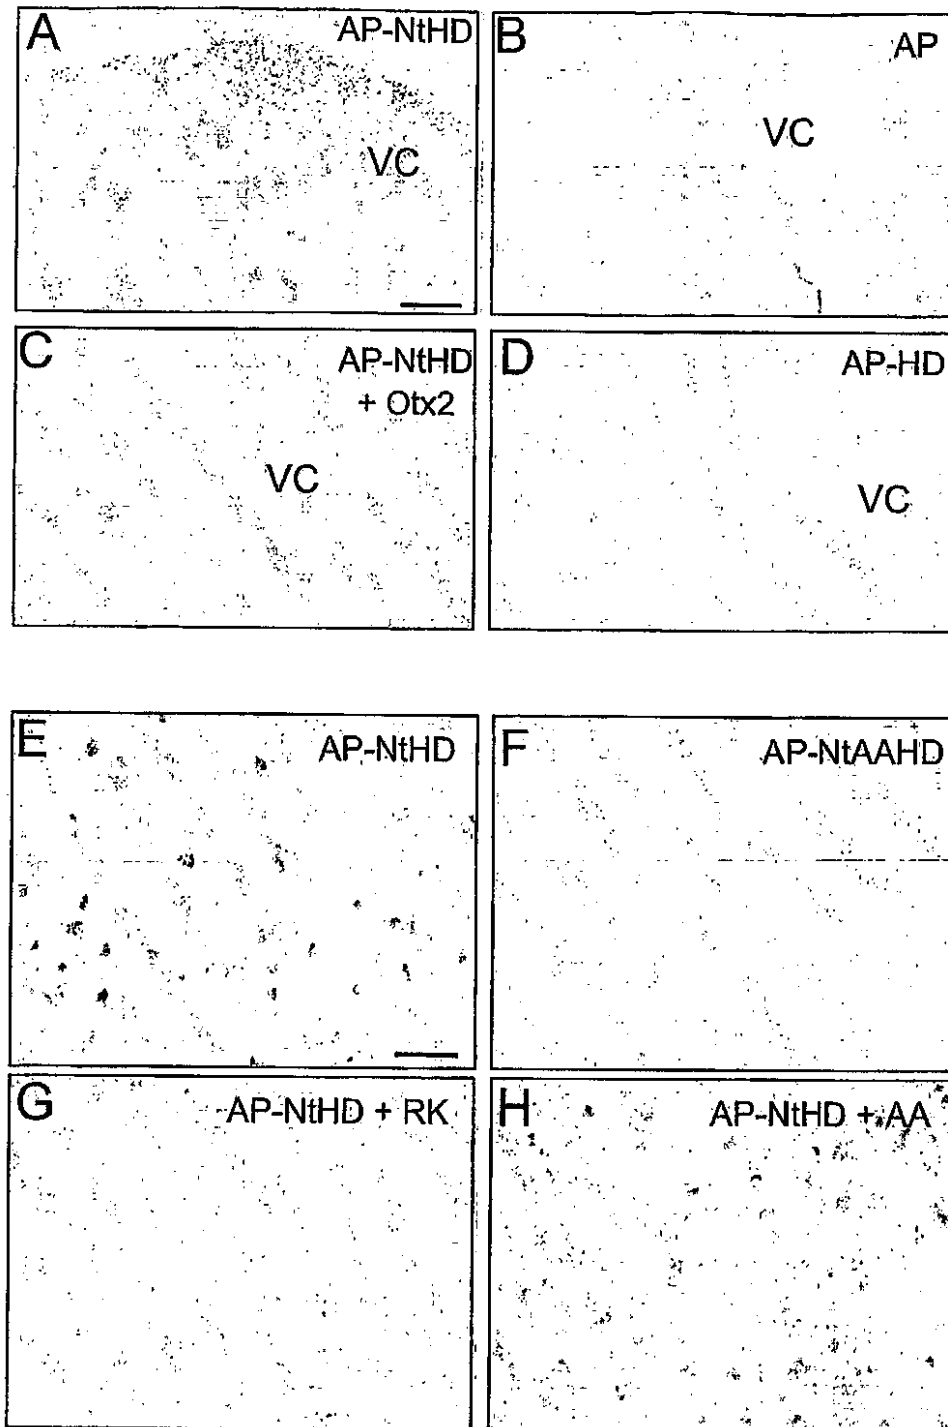 A
AP-NtHD
VC
B
AP
VC
C
AP-NtHD
+ Otx2
VC
D
AP-HD
VC
E
AP-NtHD
F
AP-NtAAHD
G
AP-NtHD + RK
H
AP-NtHD + AA